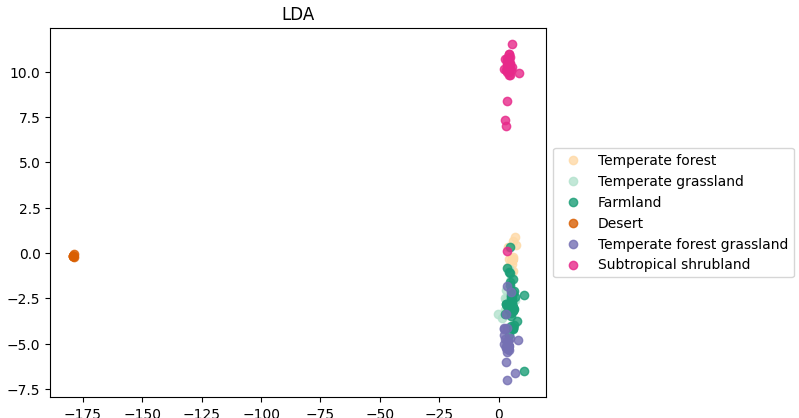 LDA
10.0
7.5
5.0
2.5
0.0
−2.5
−5.0
−7.5
−175 −150 −125 −100 −75 −50 −25 0
Temperate forest
Temperate grassland
Farmland
Desert
Temperate forest grassland
Subtropical shrubland